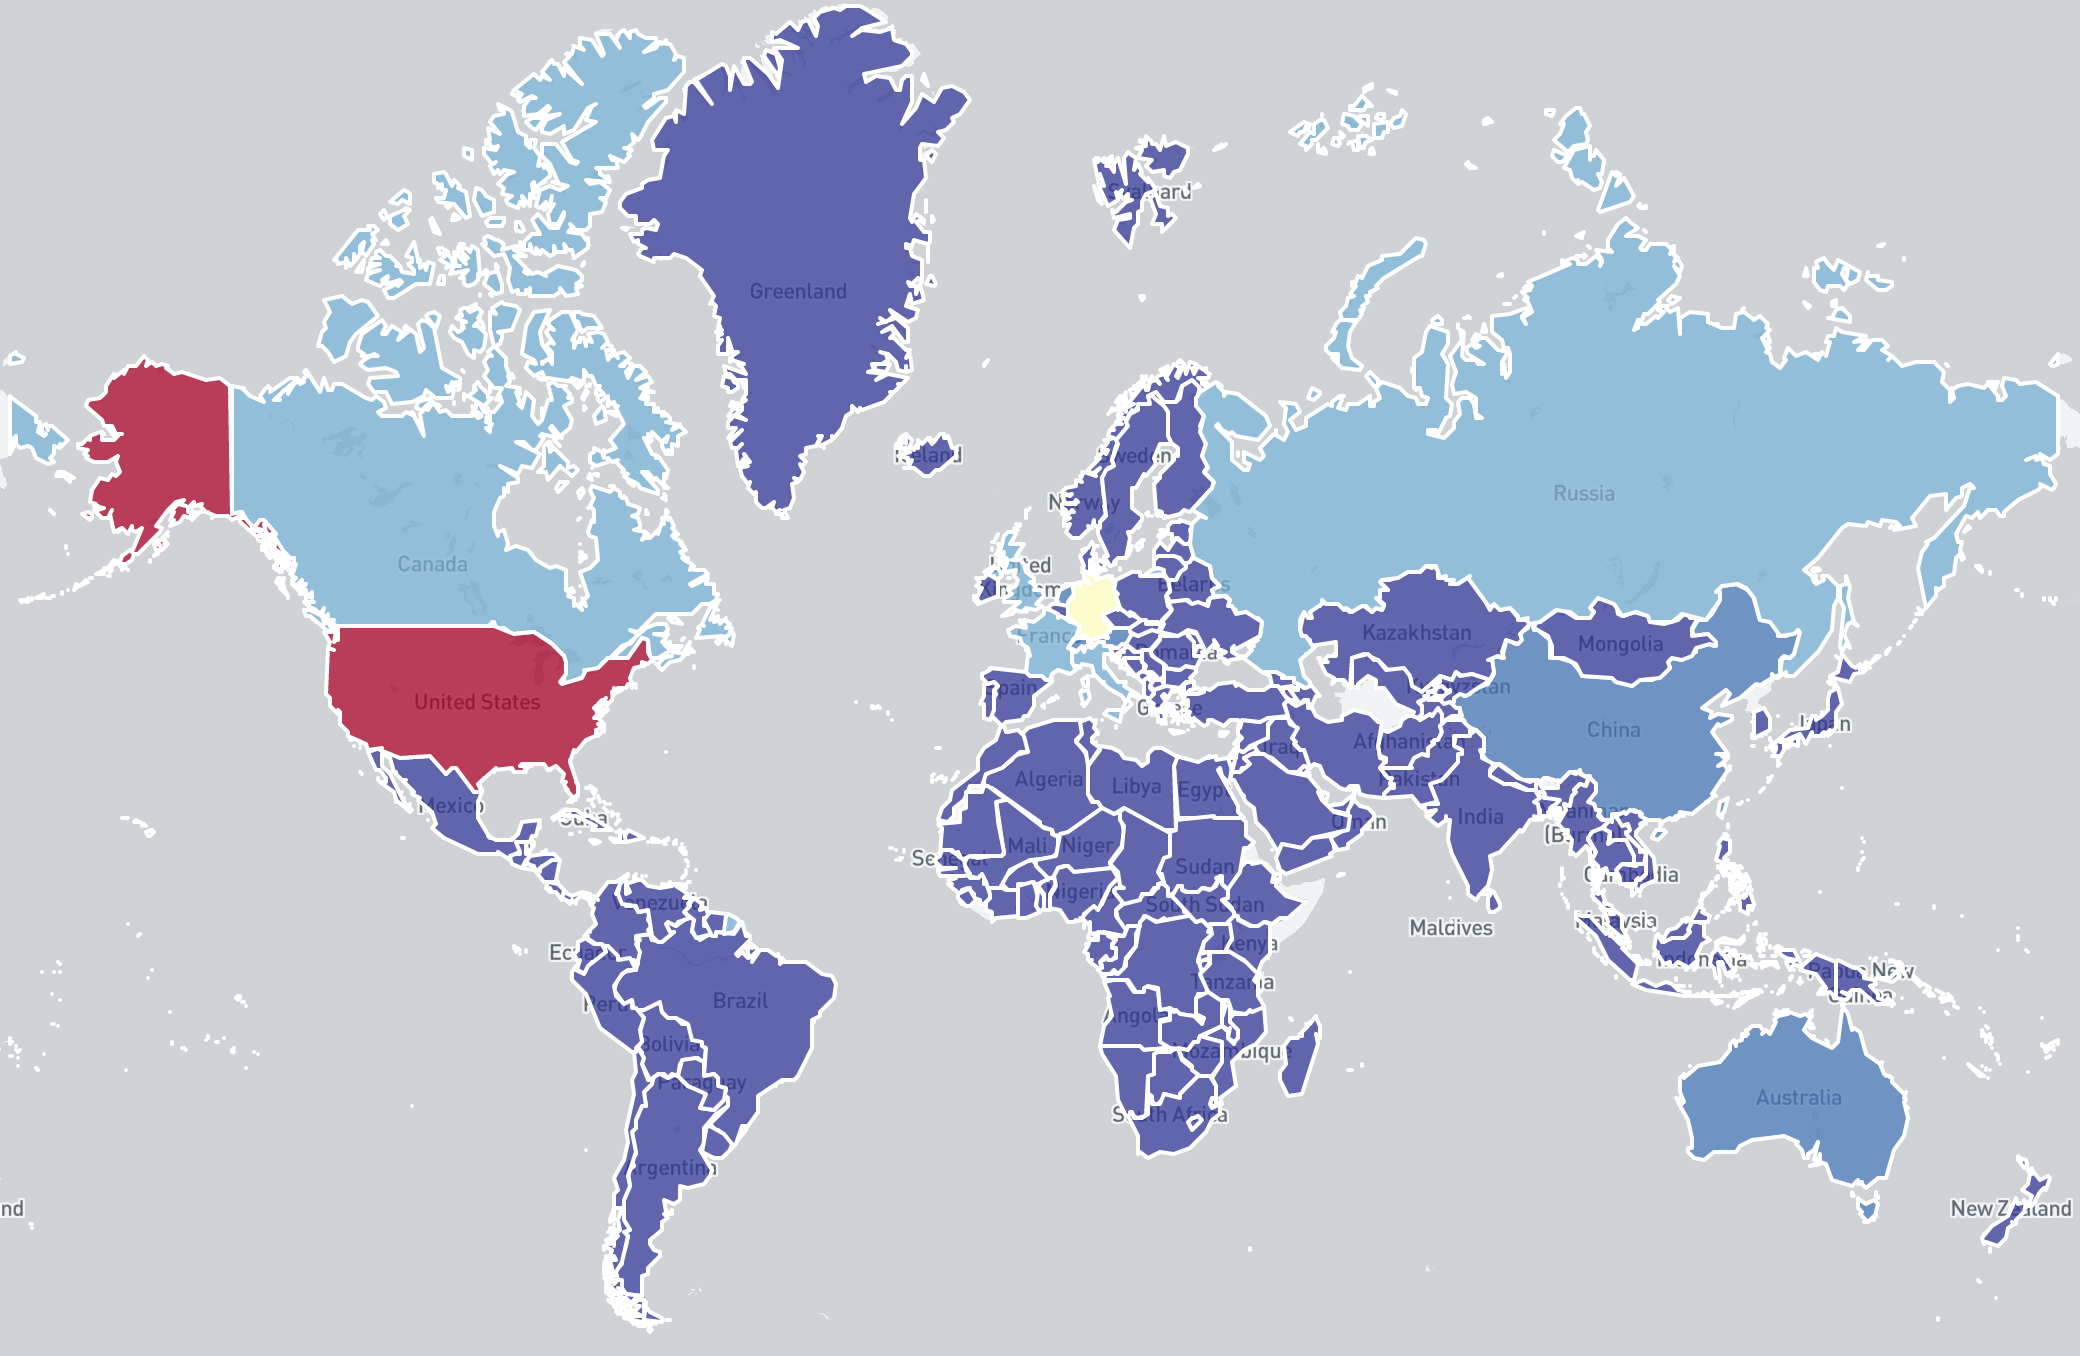 Svalbard
Greenland
Iceland
Sweden
Norway
Russia
Canada
United
Kingdom
Belarus
France
Kazakhstan
Mongolia
Romania
Spain
Kyrgyzstan
United States
Greece
China
Japan
Iraq
Afghanistan
Algeria
Libya
Egypt
Pakistan
Mexico
Cuba
India
Oman
Myanmar
(Burma)
Mali
Niger
Senegal
Sudan
Cambodia
Nigeria
Venezuela
South Sudan
Malaysia
Maldives
Kenya
Ecuador
Indonesia
Papua New
Guinea
Tanzania
Peru
Brazil
Angola
Bolivia
Mozambique
Paraguay
Australia
South Africa
Argentina
nd
New Zealand